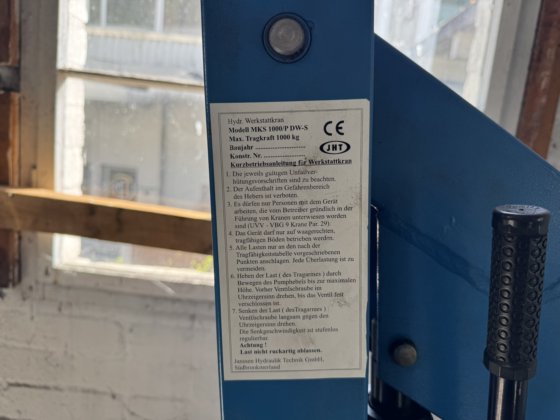 Hydr. Werkstattkran
Modell MKS 1000/P DW-S
Max. Tragkraft 1000 kg
Baujahr ........................
Konstr. Nr. ..................
CE
JHT
Kurzbetriebsanleitung für Werkstattkran
1. Die jeweils gültigen Unfallver-
hütungsvorschriften sind zu beachten.
2. Der Aufenthalt im Gefahrenbereich
des Hebers ist verboten.
3. Es dürfen nur Personen mit dem Gerät
arbeiten, die vom Betreiber gründlich in der
Führung von Kranen unterwiesen worden
sind (UVV - VBG 9 Krane Par. 29).
4. Das Gerät darf nur auf waagerechten,
tragfähigen Böden betrieben werden.
5. Alle Lasten nur an den nach der
Tragfähigkeitstabelle vorgeschriebenen
Punkten anschlagen. Jede Überlastung ist zu
vermeiden.
6. Heben der Last ( des Tragarmes ) durch
Bewegen des Pumphebels bis zur maximalen
Höhe. Vorher Ventilschraube im
Uhrzeigersinn drehen, bis das Ventil fest
verschlossen ist.
7. Senken der Last ( desTragarmes )
Ventilschraube langsam gegen den
Uhrzeigersinn drehen.
Die Senkgeschwindigkeit ist stufenlos
regulierbar.
Achtung !
Last nicht ruckartig ablassen.
Janssen Hydraulik Technik GmbH,
Südbrookmerland